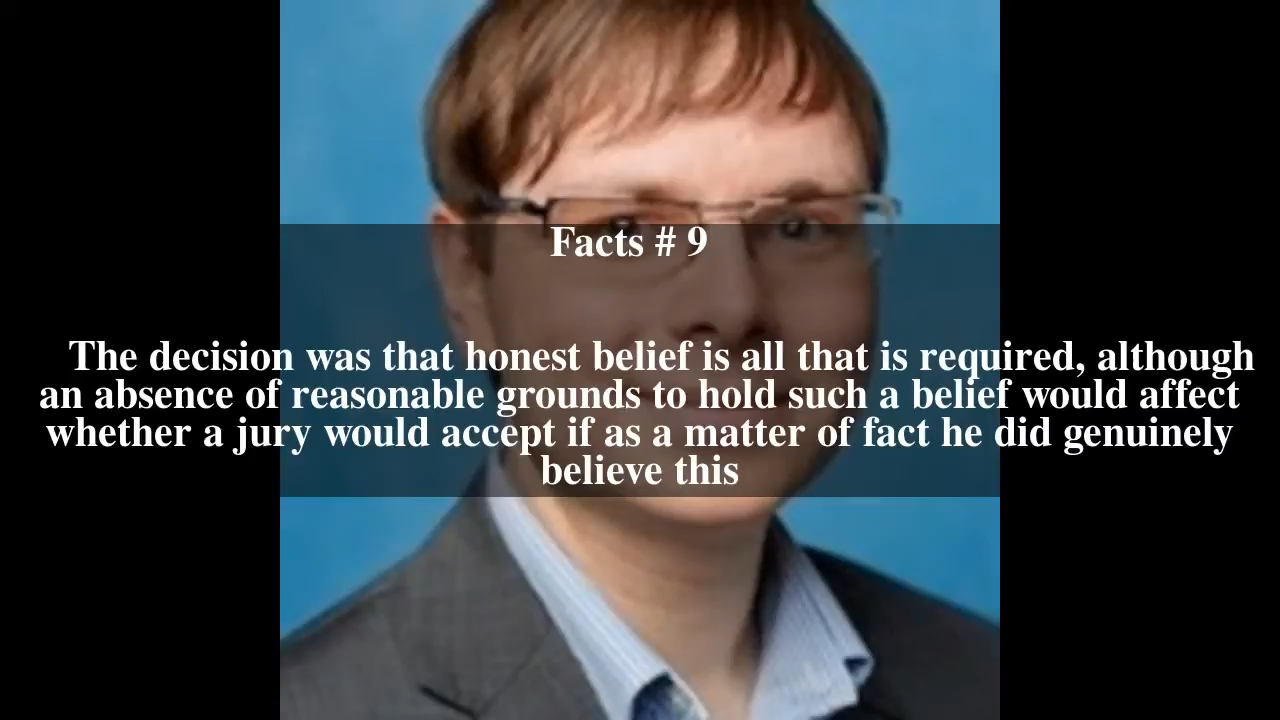 Facts # 9
The decision was that honest belief is all that is required, although
an absence of reasonable grounds to hold such a belief would affect
whether a jury would accept if as a matter of fact he did genuinely
believe this